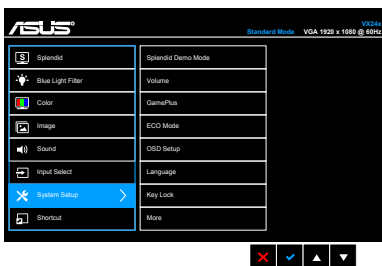 ASUS
VX24x
Standard Mode VGA 1920 x 1080 @ 60Hz
S Splendid
Blue Light Filter
Color
Image
Sound
Input Select
System Setup
Shortcut
Splendid Demo Mode
Volume
GamePlus
ECO Mode
OSD Setup
Language
Key Lock
More